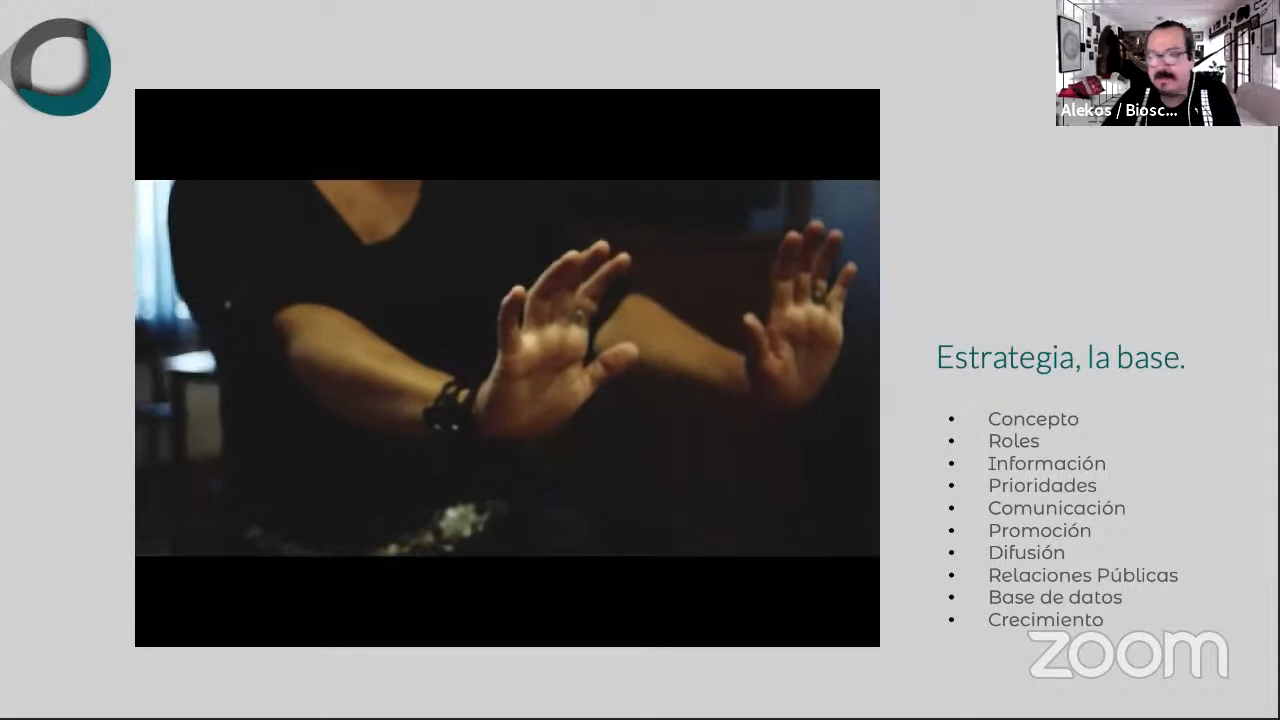 Alekos / Biosc...
Estrategia, la base.
• Concepto
• Roles
• Información
• Prioridades
• Comunicación
• Promoción
• Difusión
• Relaciones Públicas
• Base de datos
• Crecimiento
zoom